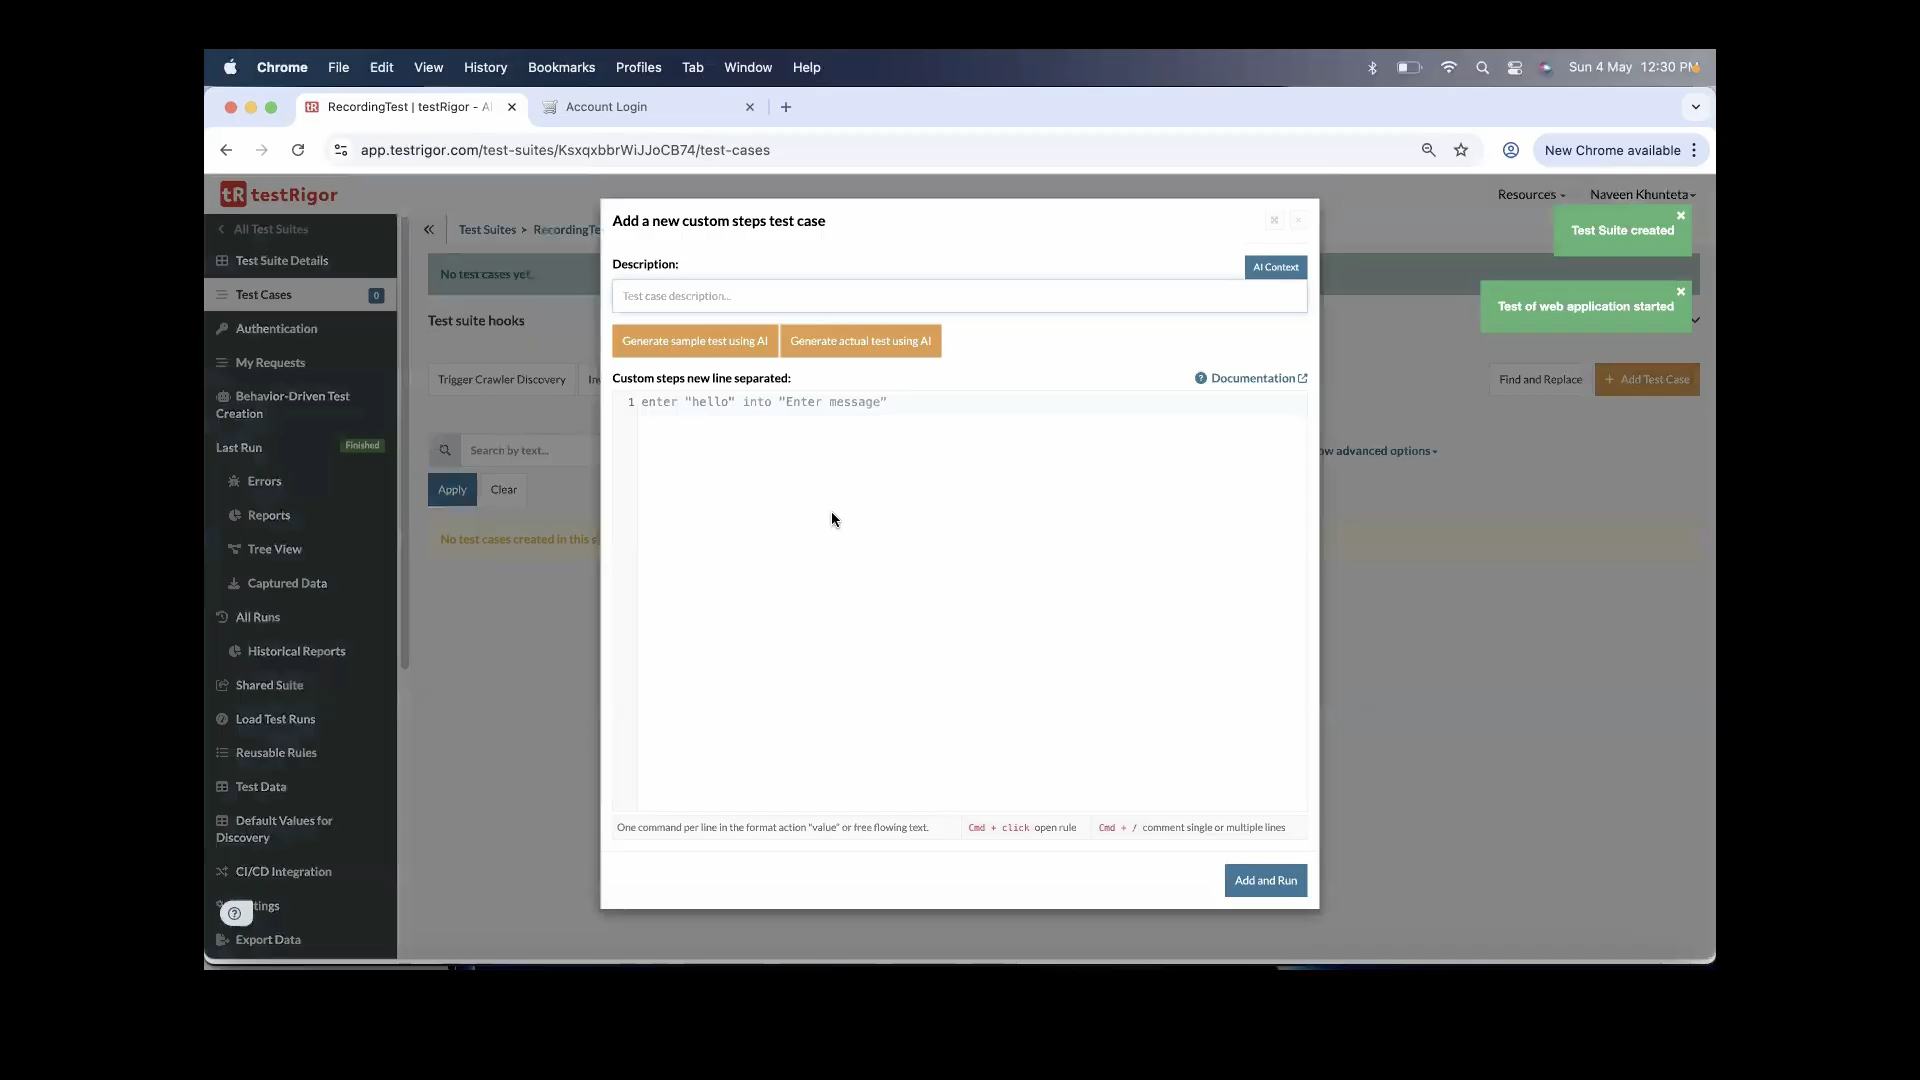 Chrome File Edit View History Bookmarks Profiles Tab Window Help Sun 4 May 12:30 PM
RecordingTest | testRigor - AI Account Login
app.testrigor.com/test-suites/KsxqxbbrWiJJoCB74/test-cases New Chrome available
tR testRigor Resources Naveen Khunteta
All Test Suites
Test Suite Details
Test Cases 0
Authentication
My Requests
Behavior-Driven Test
Creation
Last Run Finished
Errors
Reports
Tree View
Captured Data
All Runs
Historical Reports
Shared Suite
Load Test Runs
Reusable Rules
Test Data
Default Values for
Discovery
CI/CD Integration
tings
Export Data
Test Suites > RecordingTe
No test cases yet.
Test suite hooks
Trigger Crawler Discovery
Find and Replace
+ Add Test Case
Search by text...
ow advanced options
Apply Clear
No test cases created in this s
Test Suite created
Test of web application started
Add a new custom steps test case
Description: AI Context
Test case description...
Generate sample test using AI Generate actual test using AI
Custom steps new line separated: Documentation
1 enter "hello" into "Enter message"
One command per line in the format action "value" or free flowing text. Cmd + click open rule Cmd + / comment single or multiple lines
Add and Run